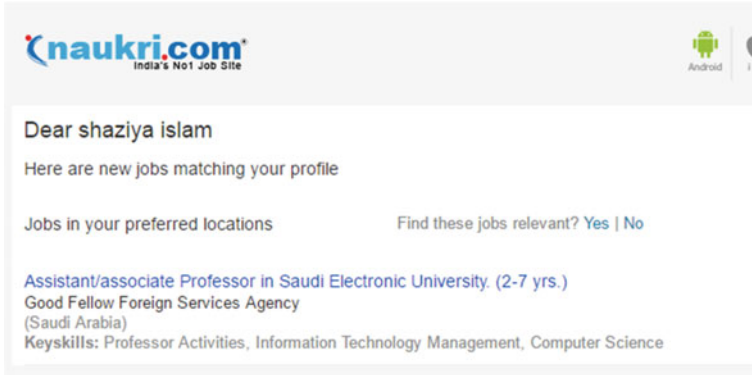 naukri.com
India's No1 Job Site
Android
Dear shaziya islam
Here are new jobs matching your profile
Jobs in your preferred locations
Find these jobs relevant? Yes | No
Assistant/associate Professor in Saudi Electronic University. (2-7 yrs.)
Good Fellow Foreign Services Agency
(Saudi Arabia)
Keyskills: Professor Activities, Information Technology Management, Computer Science